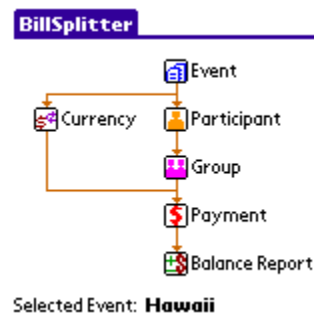 BillSplitter
Event
Currency
Participant
Group
Payment
Balance Report
Selected Event: Hawaii